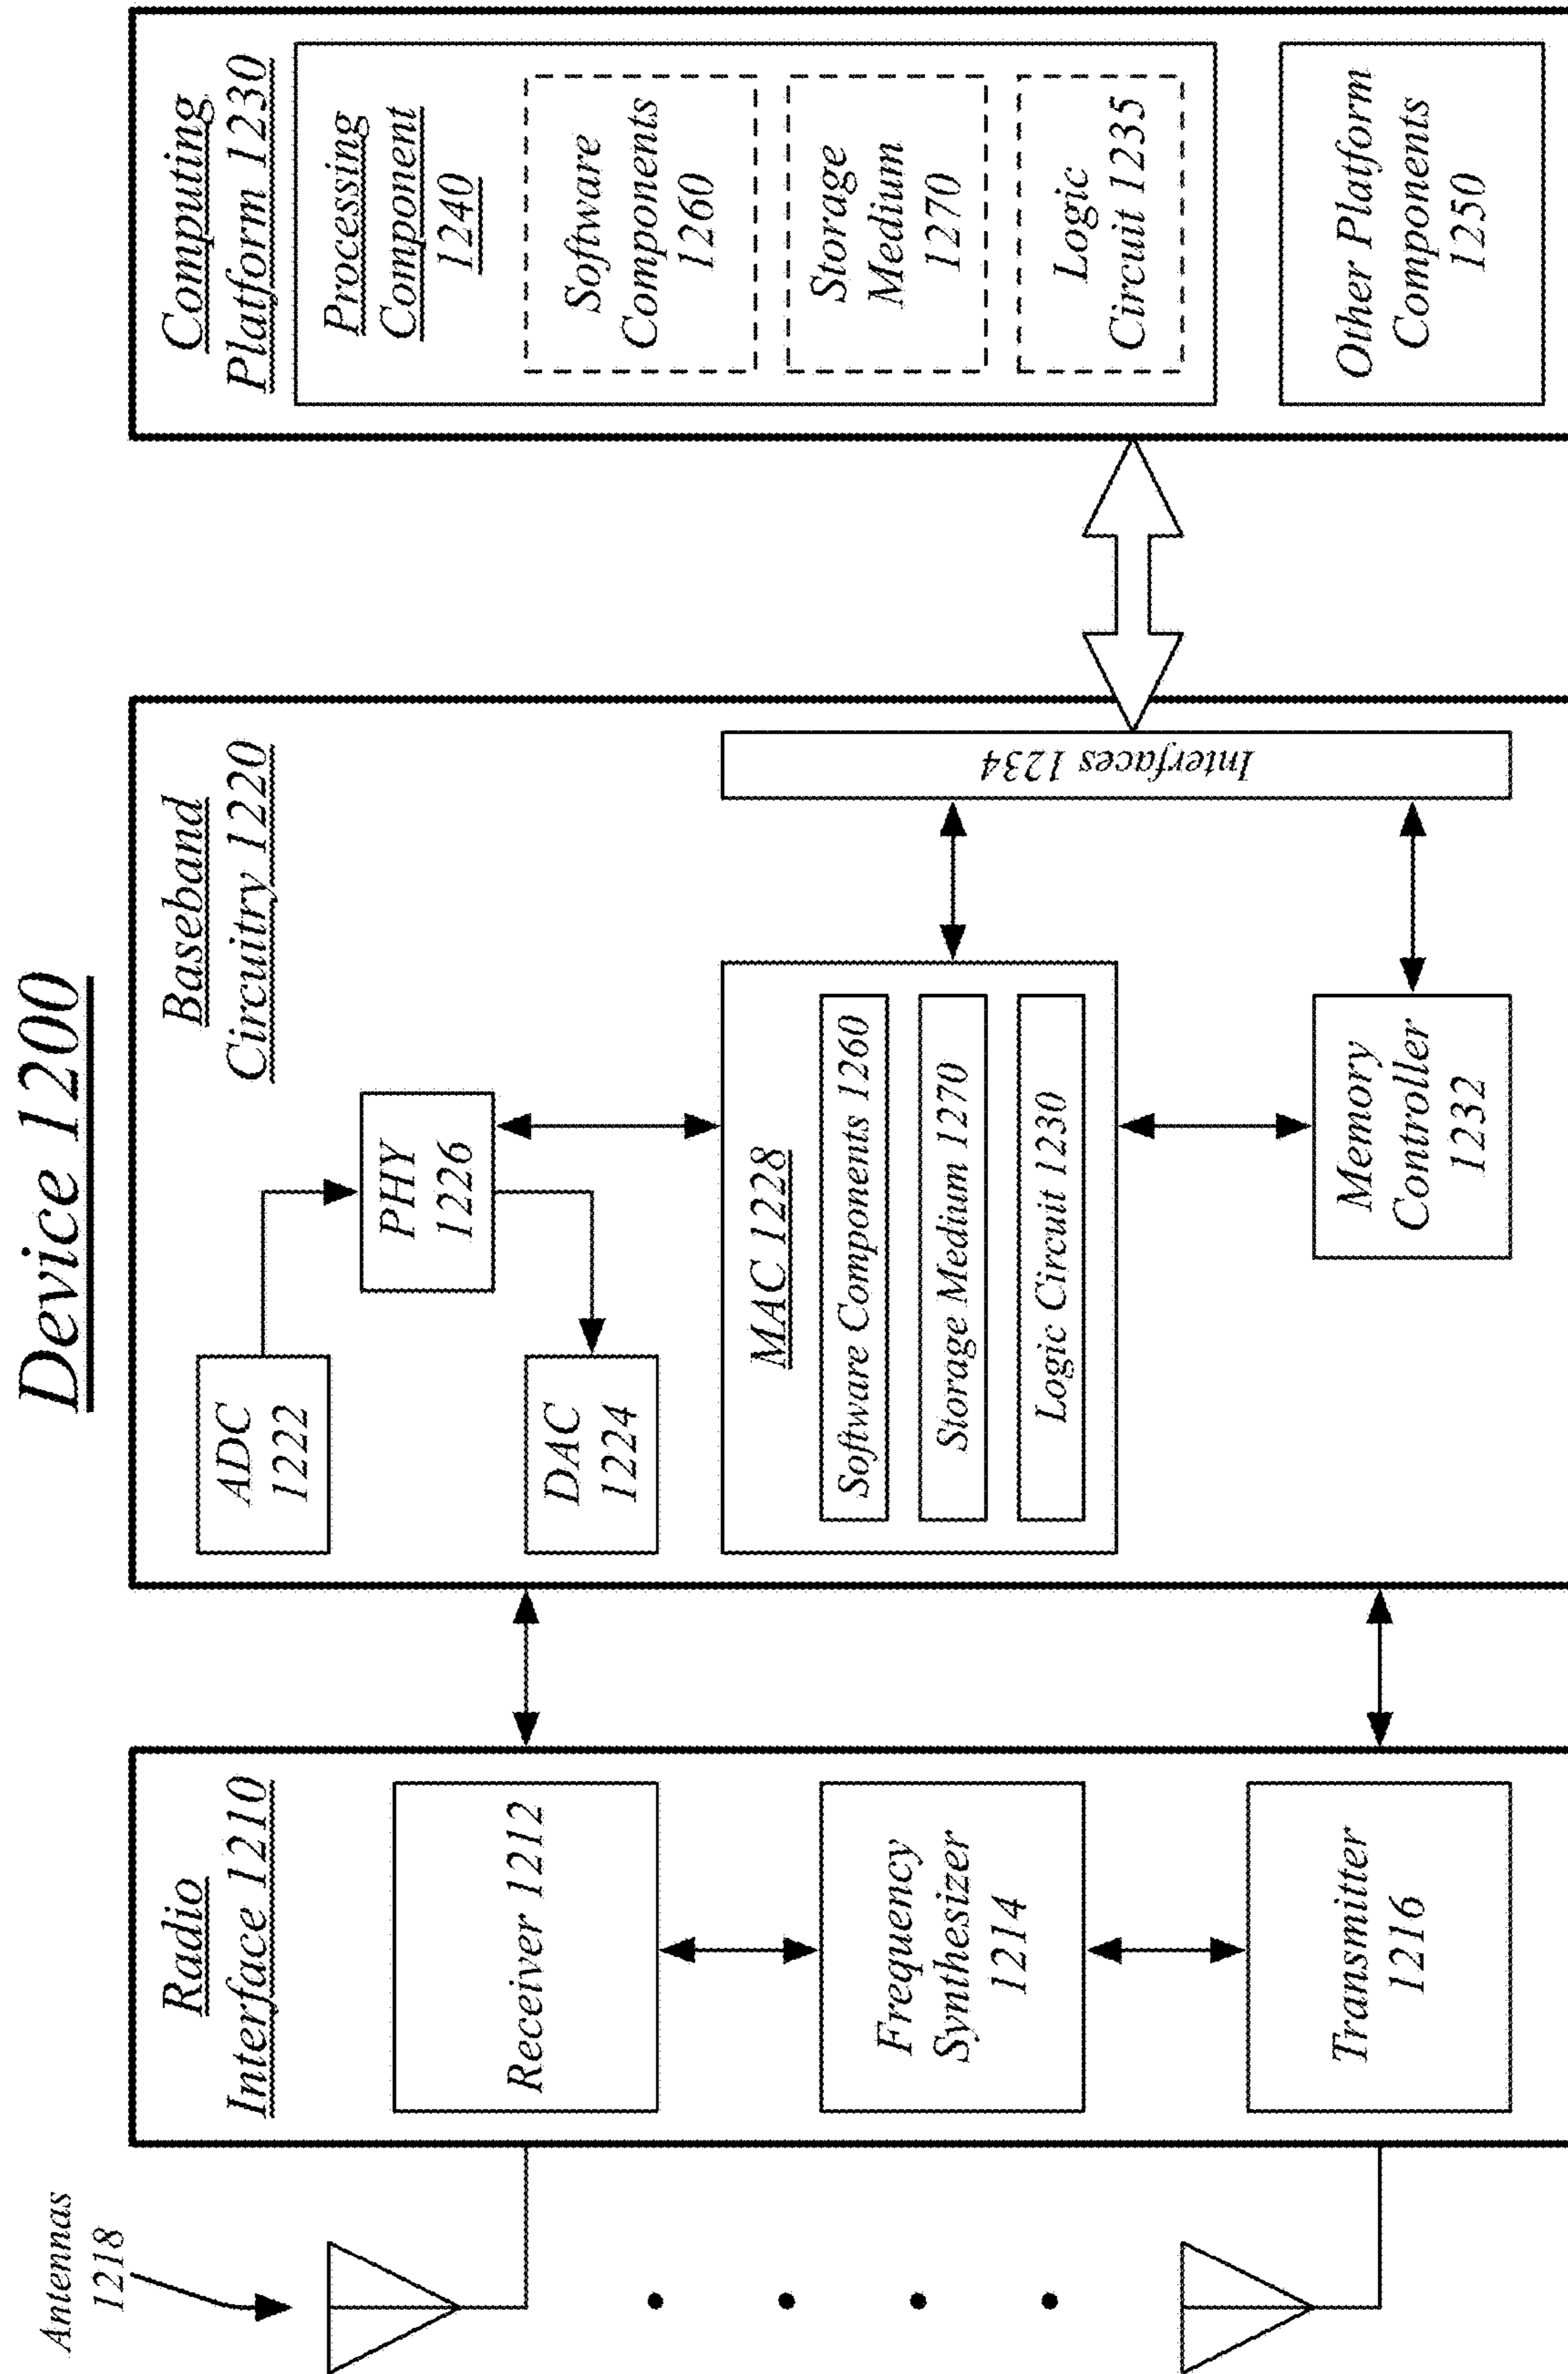 Device 1200
Antennas
1218
Radio
Interface 1210
Receiver 1212
Frequency
Synthesizer
1214
Transmitter
1216
Baseband
Circuitry 1220
ADC
1222
PHY
1226
DAC
1224
MAC 1228
Software Components 1260
Storage Medium 1270
Logic Circuit 1230
Memory
Controller
1232
Interfaces 1234
Computing
Platform 1230
Processing
Component
1240
Software
Components
1260
Storage
Medium
1270
Logic
Circuit 1235
Other Platform
Components
1250